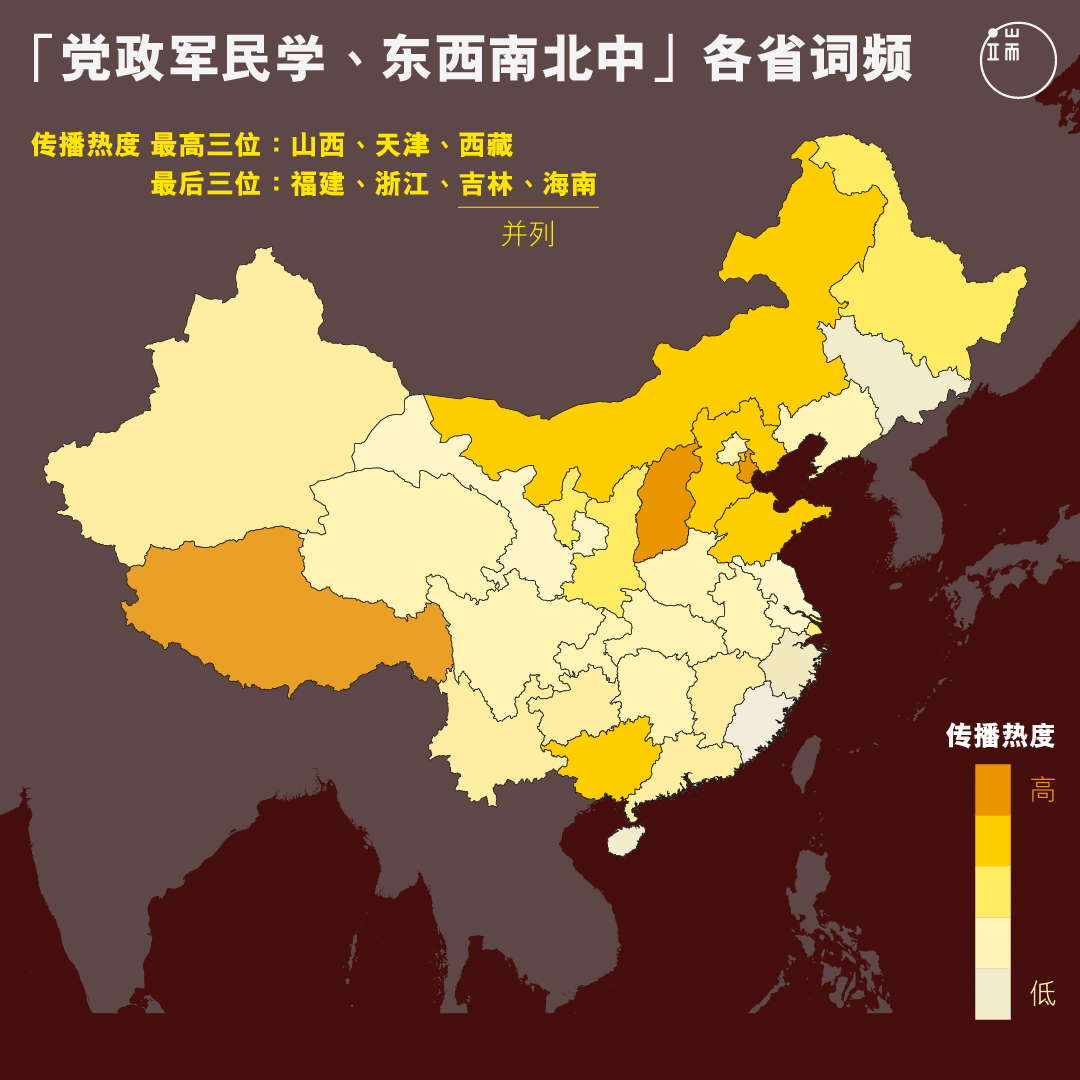 「党政军民学、东西南北中」各省词频
端
传播热度 最高三位：山西、天津、西藏
最后三位：福建、浙江、吉林、海南
并列
传播热度
高
低